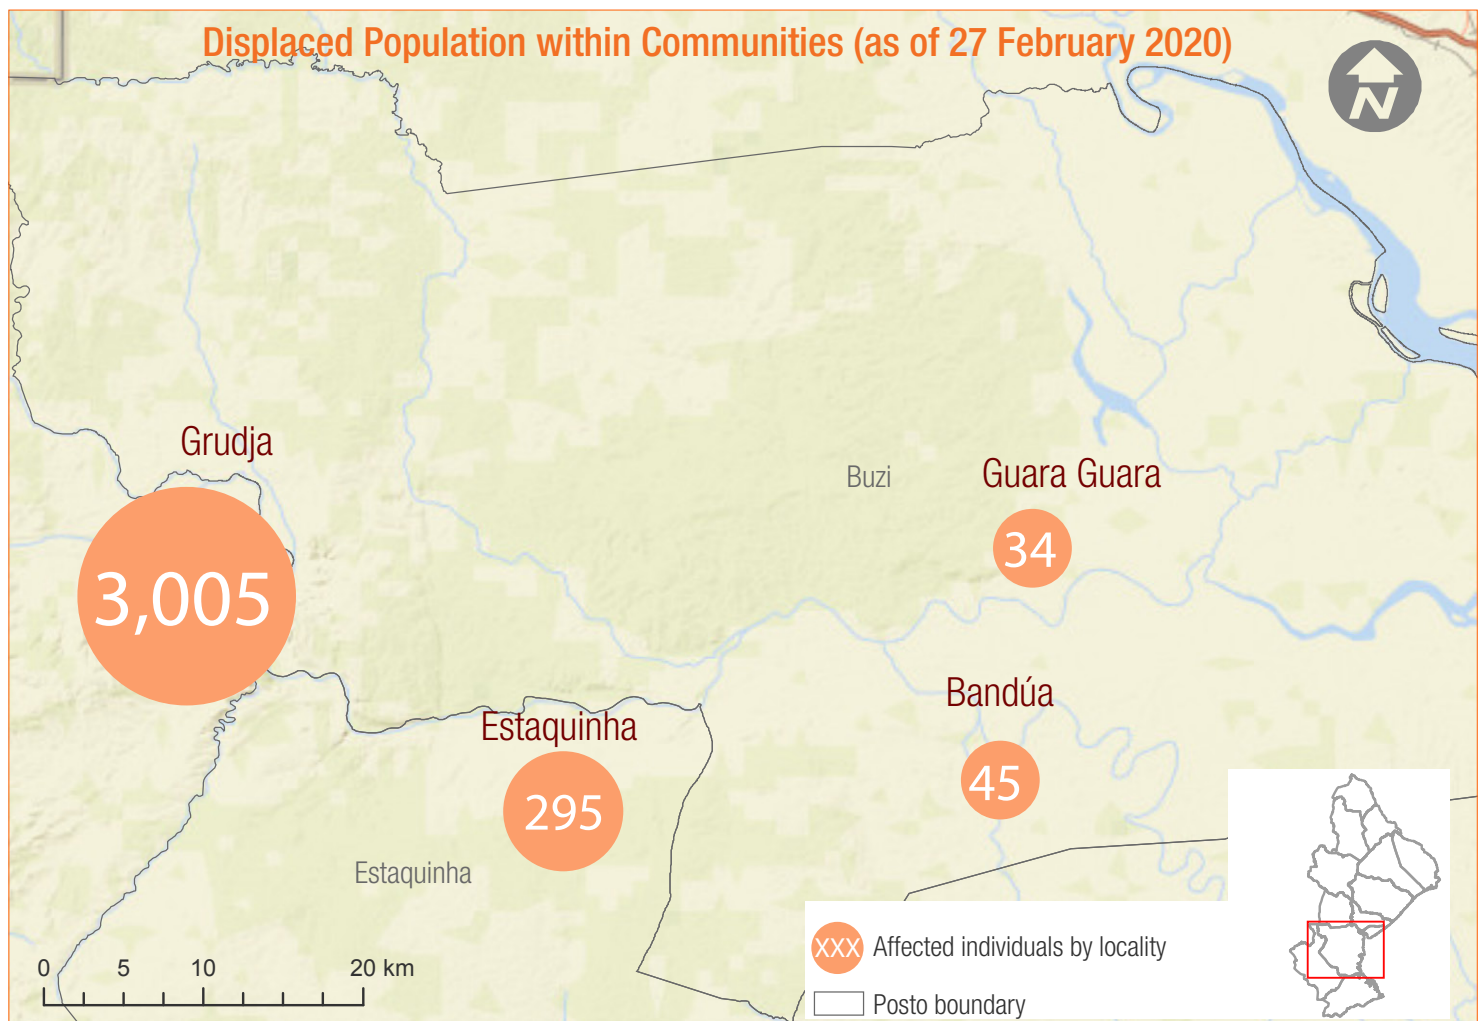 Displaced Population within Communities (as of 27 February 2020)
N
Grudja
3,005
Buzi
Guara Guara
34
Estaquinha
295
Bandúa
45
Estaquinha
0 5 10 20 km
XXX Affected individuals by locality
Posto boundary